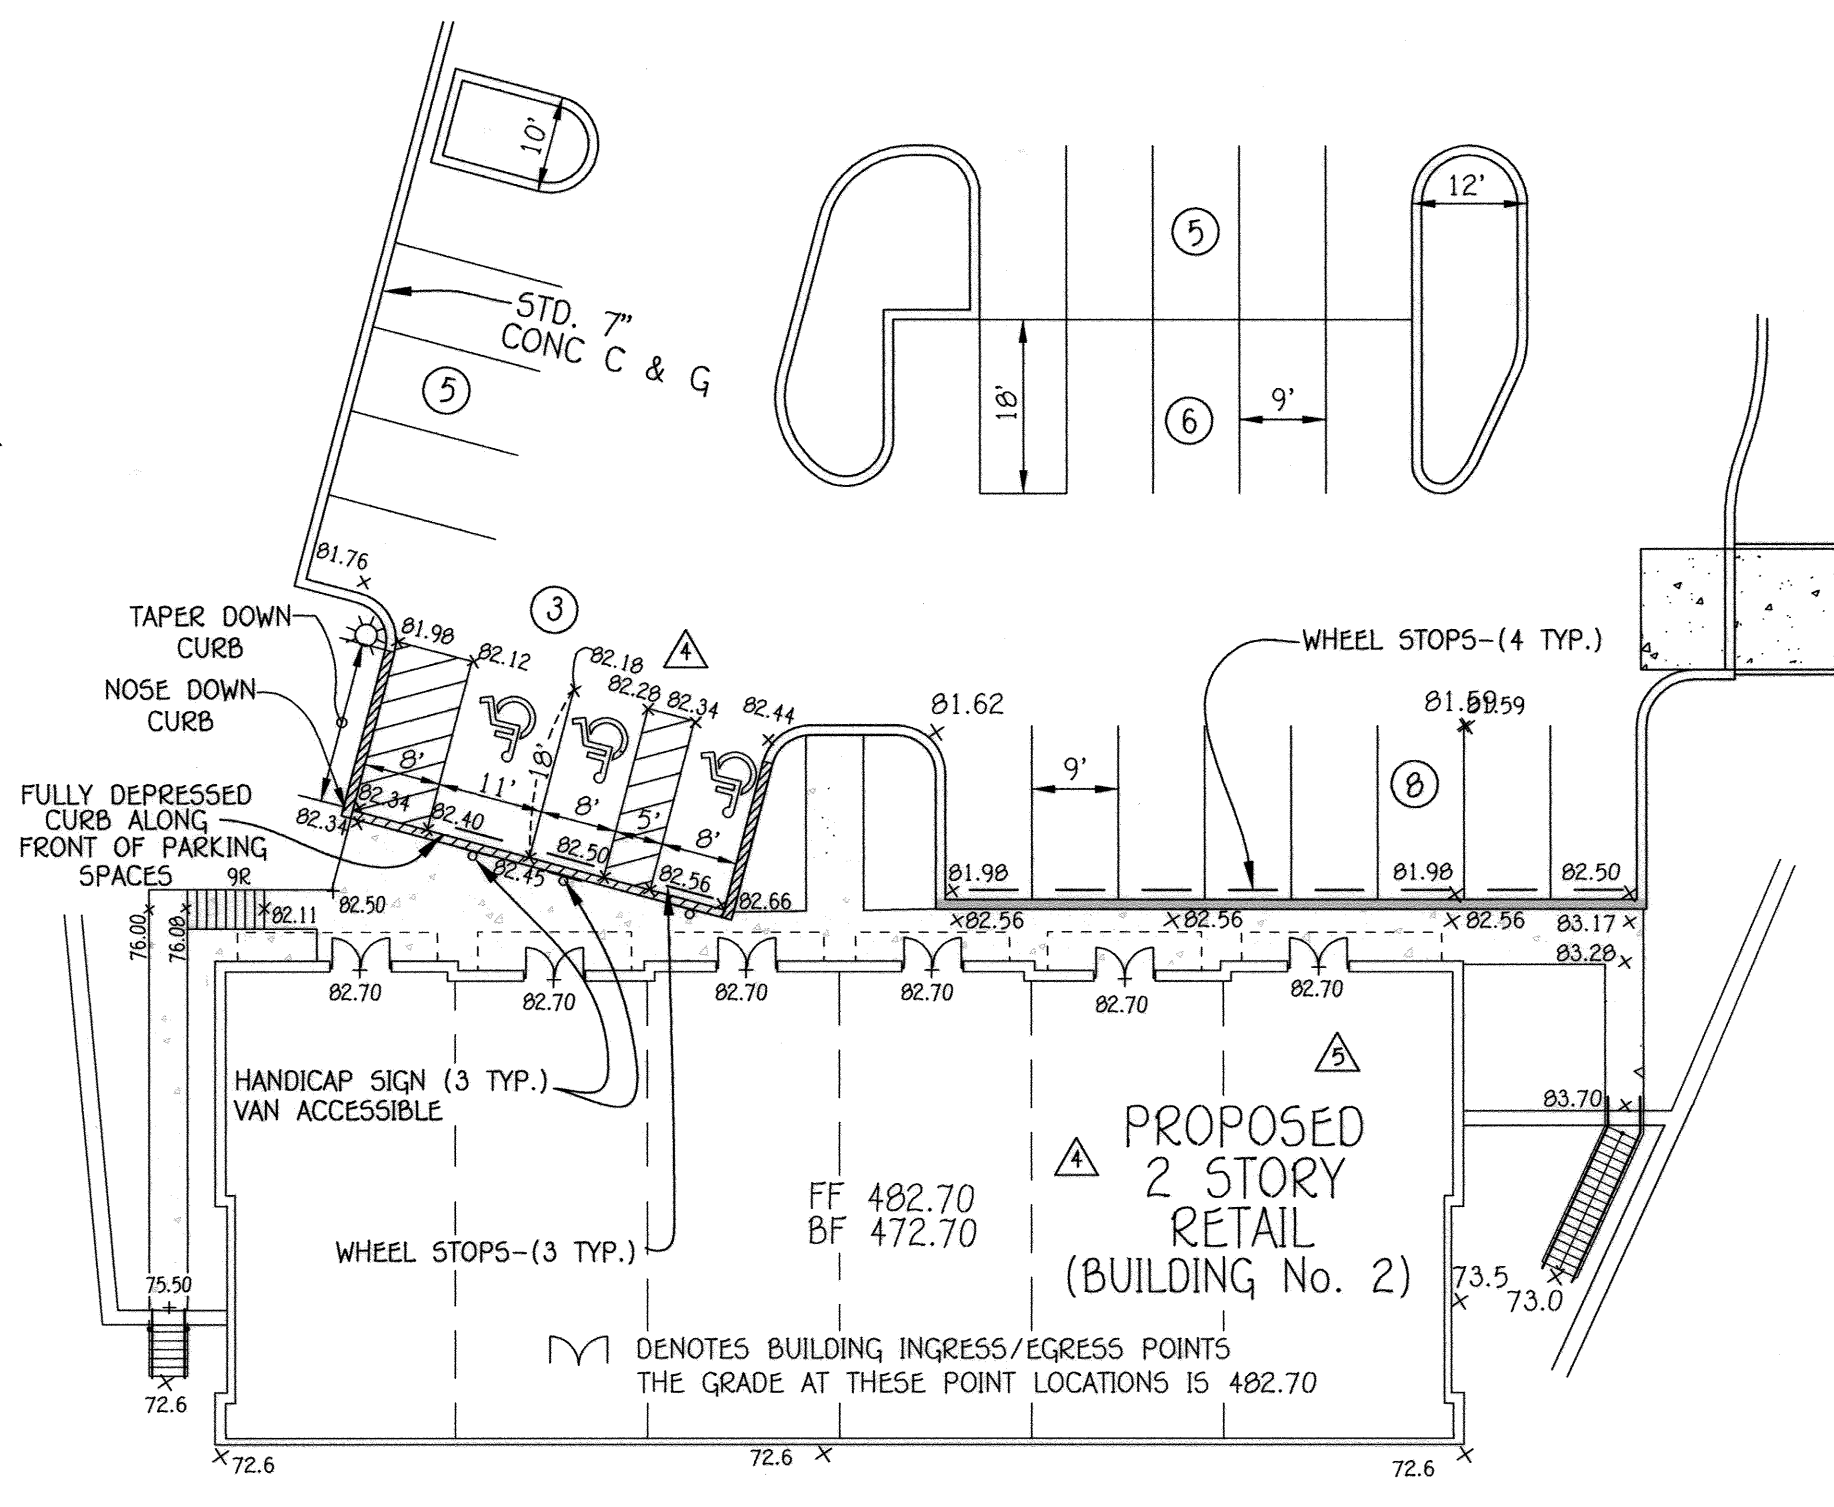 10'
12'
5
STD. 7"
CONC C & G
5
18'
6
9'
81.76
3
TAPER DOWN
CURB
81.98
82.12
82.18
4
WHEEL STOPS-(4 TYP.)
NOSE DOWN
CURB
82.28
82.34
82.44
81.62
81.59
81.59
8'
11'
18'
8'
5'
8'
9'
8
FULLY DEPRESSED
CURB ALONG
FRONT OF PARKING
SPACES
82.34
82.34
82.40
82.45
82.50
82.56
82.66
81.98
81.98
82.50
9R
76.00
76.00
82.11
82.50
82.56
82.56
82.56
83.17
83.28
82.70
82.70
82.70
82.70
82.70
82.70
HANDICAP SIGN (3 TYP.)
VAN ACCESSIBLE
5
83.70
4
PROPOSED
2 STORY
RETAIL
(BUILDING No. 2)
FF 482.70
BF 472.70
WHEEL STOPS-(3 TYP.)
75.50
73.5
73.0
DENOTES BUILDING INGRESS/EGRESS POINTS
THE GRADE AT THESE POINT LOCATIONS IS 482.70
72.6
72.6
72.6
72.6